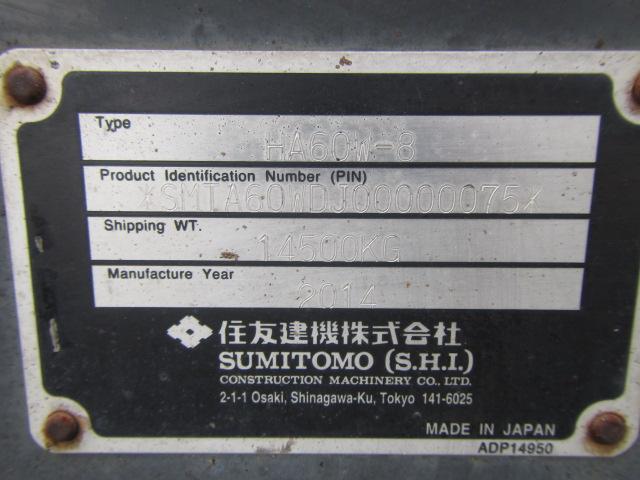 Type
HA60W-8
Product Identification Number (PIN)
*SMTA60WDJ00000075*
Shipping WT.
14500KG
Manufacture Year
2014
住友建機株式会社
SUMITOMO (S.H.I.)
CONSTRUCTION MACHINERY CO., LTD.
2-1-1 Osaki, Shinagawa-Ku, Tokyo 141-6025
MADE IN JAPAN
ADP14950